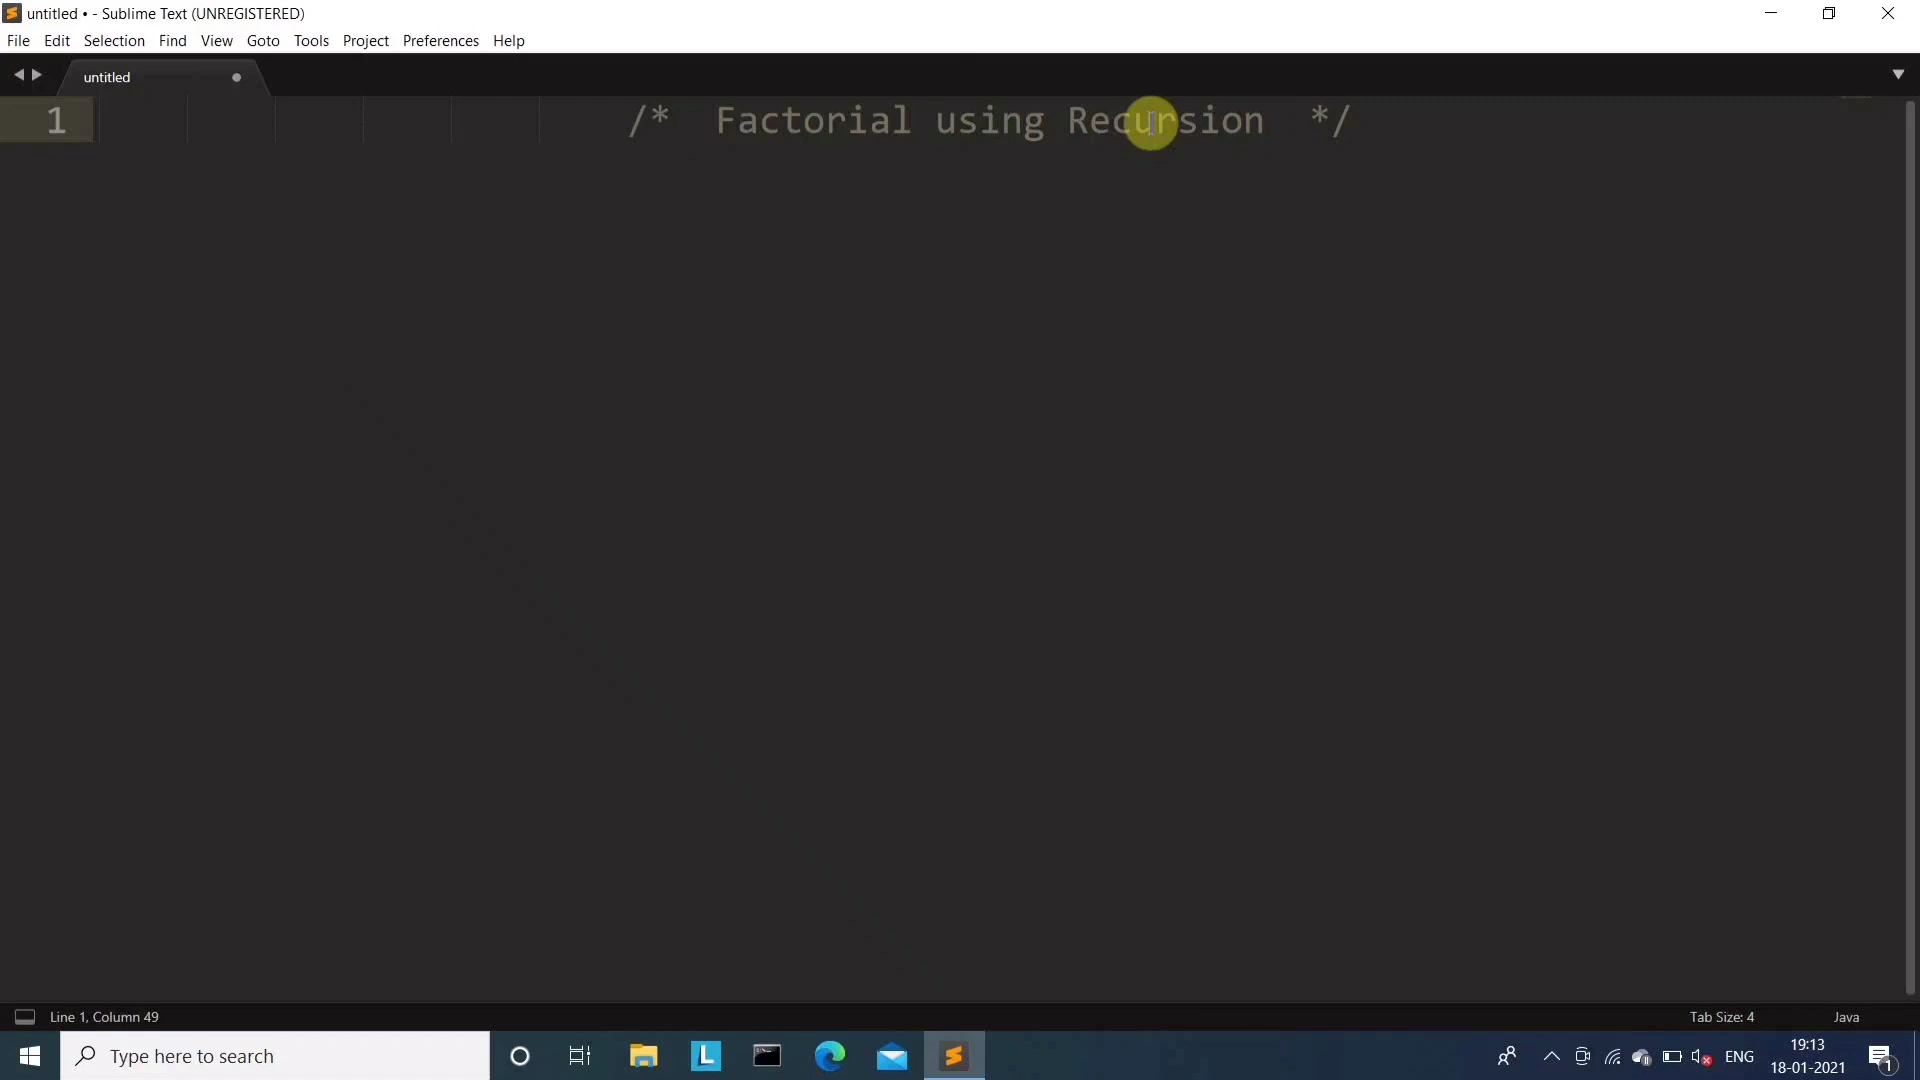 untitled • - Sublime Text (UNREGISTERED)
File Edit Selection Find View Goto Tools Project Preferences Help
untitled
1 /* Factorial using Recursion */
Line 1, Column 49 Tab Size: 4 Java
Type here to search
L
ENG
19:13
18-01-2021
1